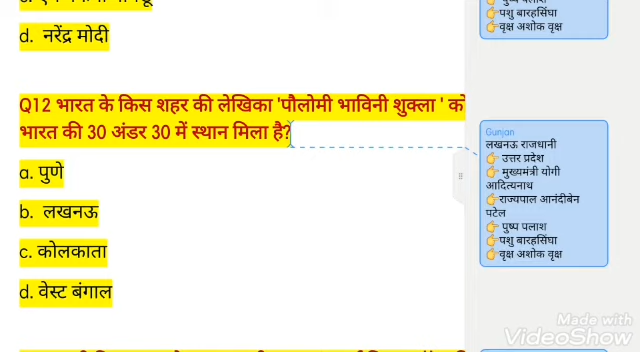 d. नरेंद्र मोदी
👉पशु बारहसिंघा
👉वृक्ष अशोक वृक्ष
Q12 भारत के किस शहर की लेखिका 'पौलोमी भाविनी शुक्ला ' को
भारत की 30 अंडर 30 में स्थान मिला है?
a. पुणे
b. लखनऊ
c. कोलकाता
d. वेस्ट बंगाल
Gunjan
लखनऊ राजधानी
👉 उत्तर प्रदेश
👉 मुख्यमंत्री योगी
आदित्यनाथ
👉राज्यपाल आनंदीबेन
पटेल
👉 पुष्प पलाश
👉पशु बारहसिंघा
👉वृक्ष अशोक वृक्ष
Made with
VideoShow